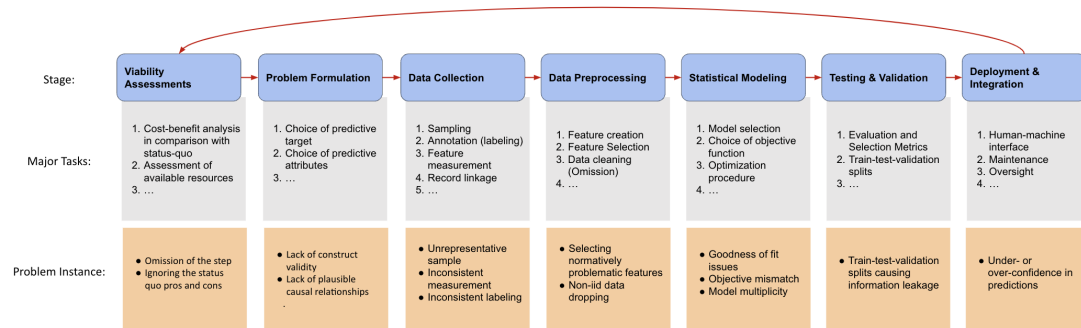 Stage:
Viability
Assessments
Problem Formulation
Data Collection
Data Preprocessing
Statistical Modeling
Testing & Validation
Deployment &
Integration
Major Tasks:
1. Cost-benefit analysis
in comparison with
status-quo
2. Assessment of
available resources
3. …
1. Choice of predictive
target
2. Choice of predictive
attributes
3. …
1. Sampling
2. Annotation (labeling)
3. Feature
measurement
4. Record linkage
5. …
1. Feature creation
2. Feature Selection
3. Data cleaning
(Omission)
4. …
1. Model selection
2. Choice of objective
function
3. Optimization
procedure
4. …
1. Evaluation and
Selection Metrics
2. Train-test-validation
splits
3. …
1. Human-machine
interface
2. Maintenance
3. Oversight
4. …
Problem Instance:
● Omission of the step
● Ignoring the status
quo pros and cons
● Lack of construct
validity
● Lack of plausible
causal relationships
.
● Unrepresentative
sample
● Inconsistent
measurement
● Inconsistent labeling
● Selecting
normatively
problematic features
● Non-iid data
dropping
● Goodness of fit
issues
● Objective mismatch
● Model multiplicity
● Train-test-validation
splits causing
information leakage
● Under- or
over-confidence in
predictions